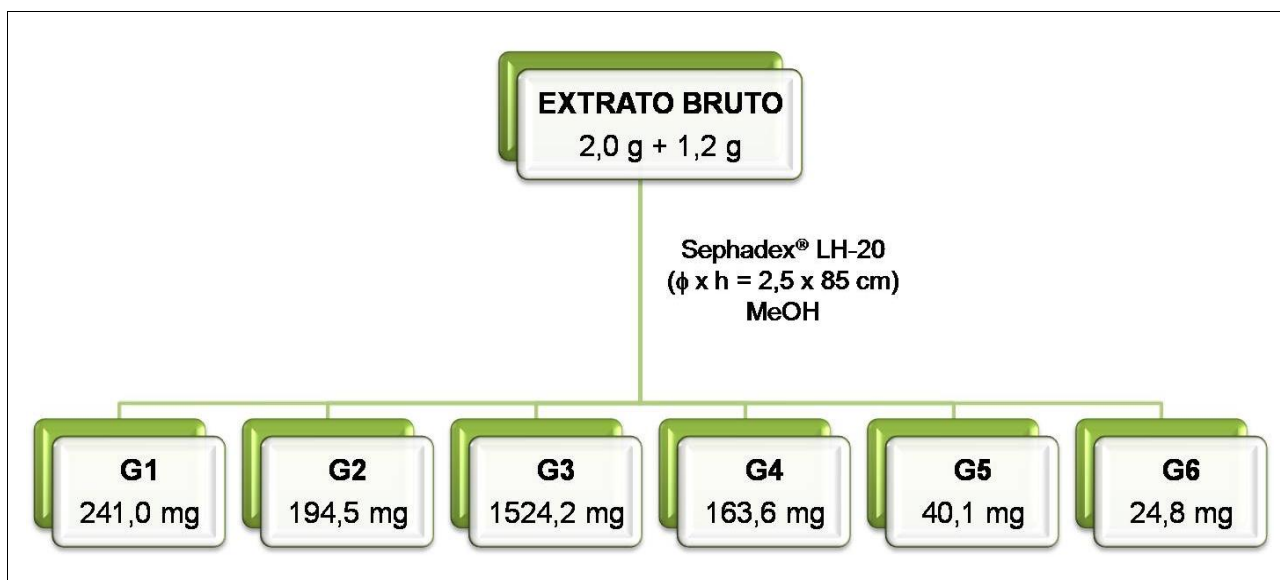 EXTRATO BRUTO
2,0 g + 1,2 g
Sephadex® LH-20
(ϕ x h = 2,5 x 85 cm)
MeOH
G1
241,0 mg
G2
194,5 mg
G3
1524,2 mg
G4
163,6 mg
G5
40,1 mg
G6
24,8 mg